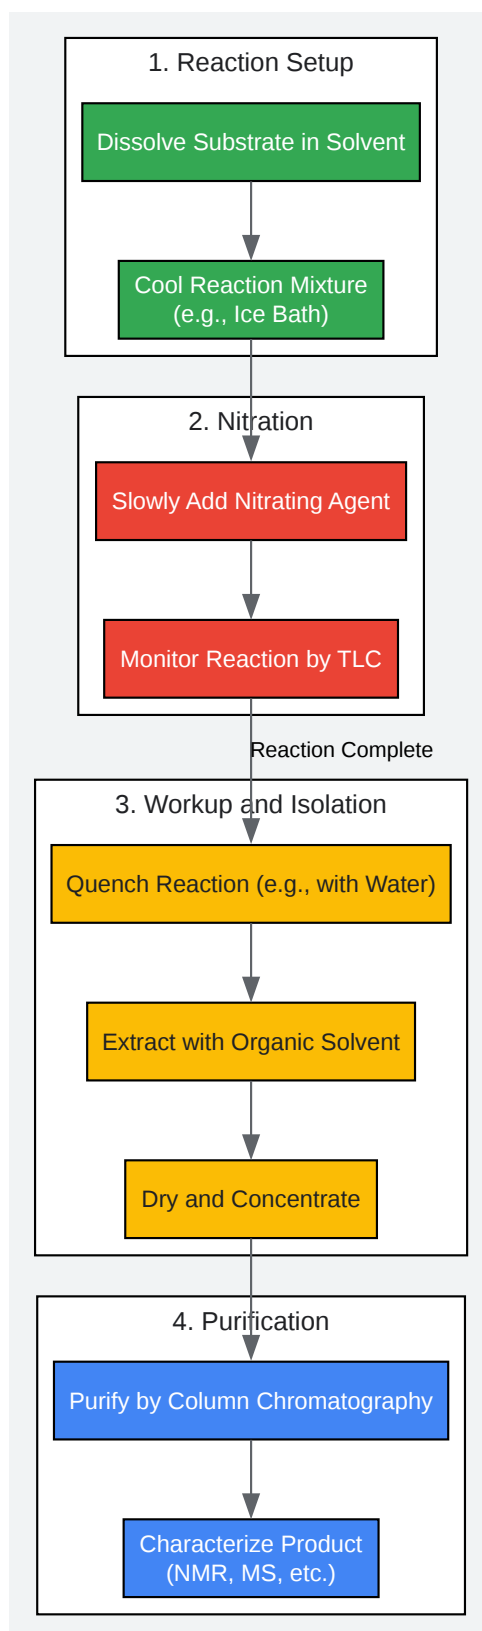 1. Reaction Setup
Dissolve Substrate in Solvent
Cool Reaction Mixture
(e.g., Ice Bath)
2. Nitration
Slowly Add Nitrating Agent
Monitor Reaction by TLC
Reaction Complete
3. Workup and Isolation
Quench Reaction (e.g., with Water)
Extract with Organic Solvent
Dry and Concentrate
4. Purification
Purify by Column Chromatography
Characterize Product
(NMR, MS, etc.)